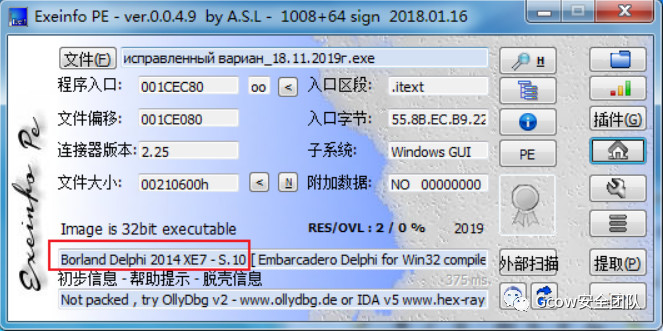 Exeinfo PE - ver.0.0.4.9 by A.S.L - 1008+64 sign 2018.01.16
文件(F) исправленный вариан_18.11.2019г.exe H
程序入口: 001CEC80 oo < 入口区段: .itext
文件偏移: 001CE080 入口字节: 55.8B.EC.B9.22
插件(G)
连接器版本: 2.25 子系统: Windows GUI PE
文件大小: 00210600h < N 附加数据: NO 00000000
Image is 32bit executable RES/OVL : 2 / 0 % 2019
Borland Delphi 2014 XE7 - S.10 [ Embarcadero Delphi for Win32 compile 外部扫描 提取(P)
初步信息 - 帮助提示 - 脱壳信息 375 ms.
Not packed , try OllyDbg v2 - www.ollydbg.de or IDA v5 www.hex-ray
Exeinfo Pe
Gcow安全团队